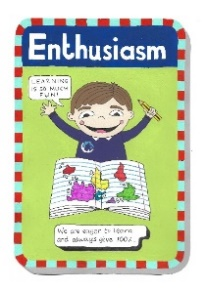 Enthusiasm
LEARNING
IS SO MUCH
FUN!
We are eager to learn
and always give 100%.